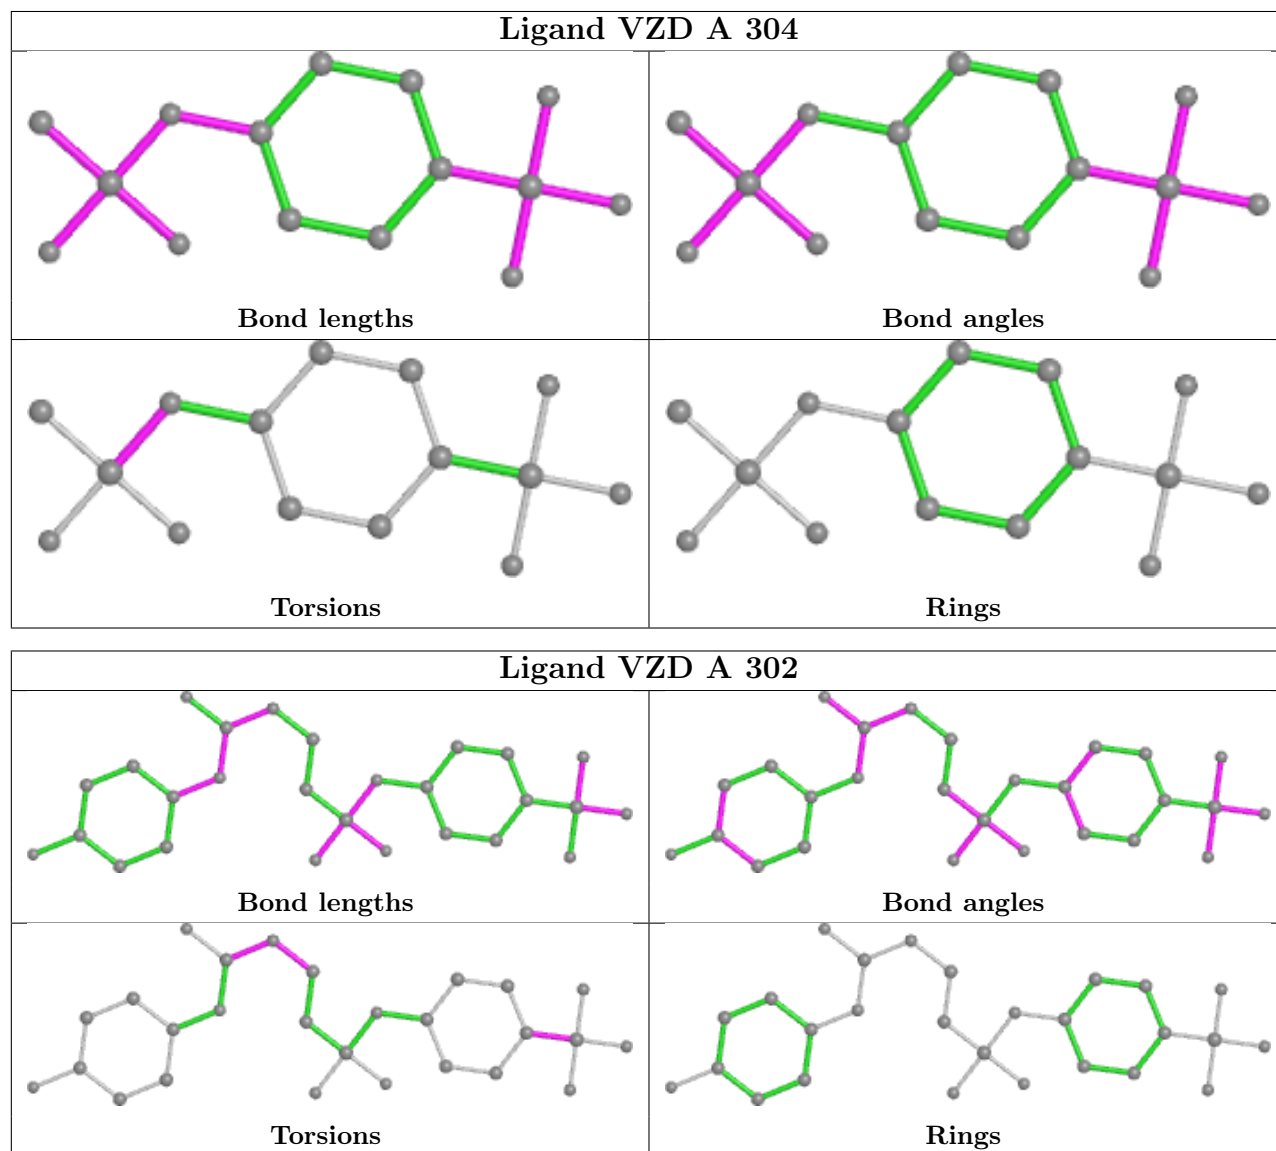 Ligand VZD A 304
Bond lengths
Bond angles
Torsions
Rings
Ligand VZD A 302
Bond lengths
Bond angles
Torsions
Rings